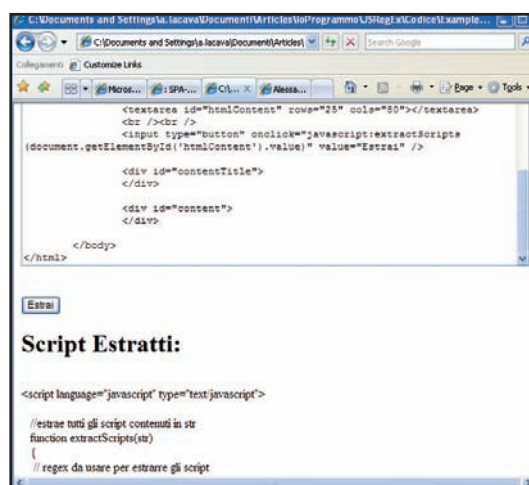 C:\Documents and Settings\a.lacava\Documenti\Articles\ioProgrammo\JSRegEx\Codice\Example...
C:\Documents and Settings\a.lacava\Documenti\Articles\
Search Google
Collegamenti
Customize Links
Micros...
: SPA-...
C:\, ...
Alessa...
Page
Tools
<textarea id="htmlContent" rows="25" cols="80"></textarea>
<br /><br />
<input type="button" onclick="javascript:extractScripts
(document.getElementById('htmlContent').value)" value="Estrai" />
<div id="contentTitle">
</div>
<div id="content">
</div>
</body>
</html>
Estrai
Script Estratti:
<script language="javascript" type="text/javascript">
//estrae tutti gli script contenuti in str
function extractScripts(str)
{
// regex da usare per estrarre gli script